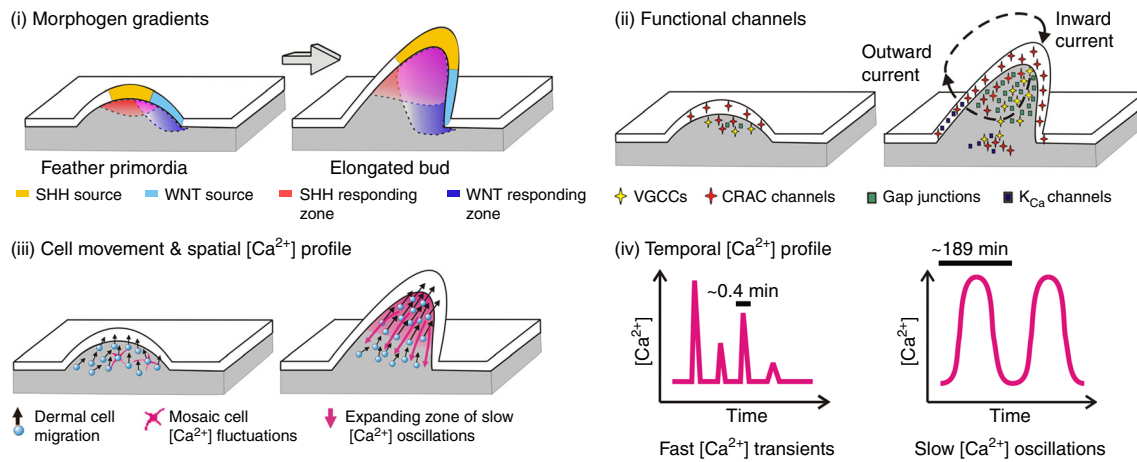 (i) Morphogen gradients
Feather primordia
Elongated bud
SHH source
WNT source
SHH responding
zone
WNT responding
zone
(ii) Functional channels
Inward
current
Outward
current
VGCCs
CRAC channels
Gap junctions
K_Ca channels
(iii) Cell movement & spatial [Ca²⁺] profile
Dermal cell
migration
Mosaic cell
[Ca²⁺] fluctuations
Expanding zone of slow
[Ca²⁺] oscillations
(iv) Temporal [Ca²⁺] profile
~0.4 min
[Ca²⁺]
Time
Fast [Ca²⁺] transients
~189 min
[Ca²⁺]
Time
Slow [Ca²⁺] oscillations